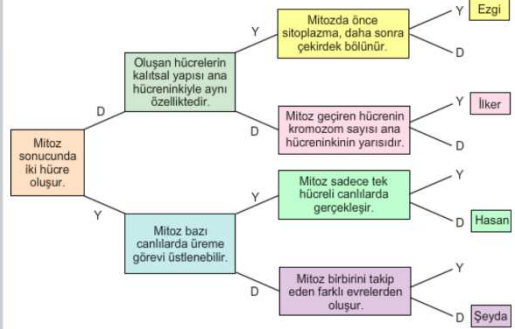 Mitoz
sonucunda
iki hücre
oluşur.
D
Y
Oluşan hücrelerin
kalıtsal yapısı ana
hücreninkiyle aynı
özelliktedir.
Y
D
Mitoz bazı
canlılarda üreme
görevi üstlenebilir.
Y
D
Mitozda önce
sitoplazma, daha sonra
çekirdek bölünür.
Y
Ezgi
D
Mitoz geçiren hücrenin
kromozom sayısı ana
hücreninkinin yarısıdır.
Y
İlker
D
Mitoz sadece tek
hücreli canlılarda
gerçekleşir.
Y
D
Hasan
Mitoz birbirini takip
eden farklı evrelerden
oluşur.
Y
D
Şeyda